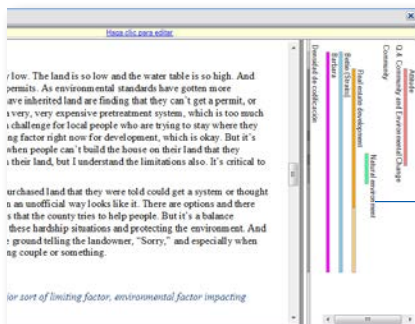 Haga clic para editar
y low. The land is so low and the water table is so high. And
permits. As environmental standards have gotten more
ave inherited land are finding that they can't get a permit, or
a very, very expensive pretreatment system, which is too much
a challenge for local people who are trying to stay where they
ng factor right now for development, which is okay. But it's
when people can't build the house on their land that they
n their land, but I understand the limitations also. It's critical to
urchased land that they were told could get a system or thought
n an unofficial way looks like it. There are options and there
s that the county tries to help people. But it's a balance
these hardship situations and protecting the environment. And
e ground telling the landowner, "Sorry," and especially when
ng couple or something.
ior sort of limiting factor, environmental factor impacting
Densidad de codificación
Barbara
Bettie (Straits)
Real estate development
Natural environment
Community
Q.4. Community and Environmental Change
Attitude